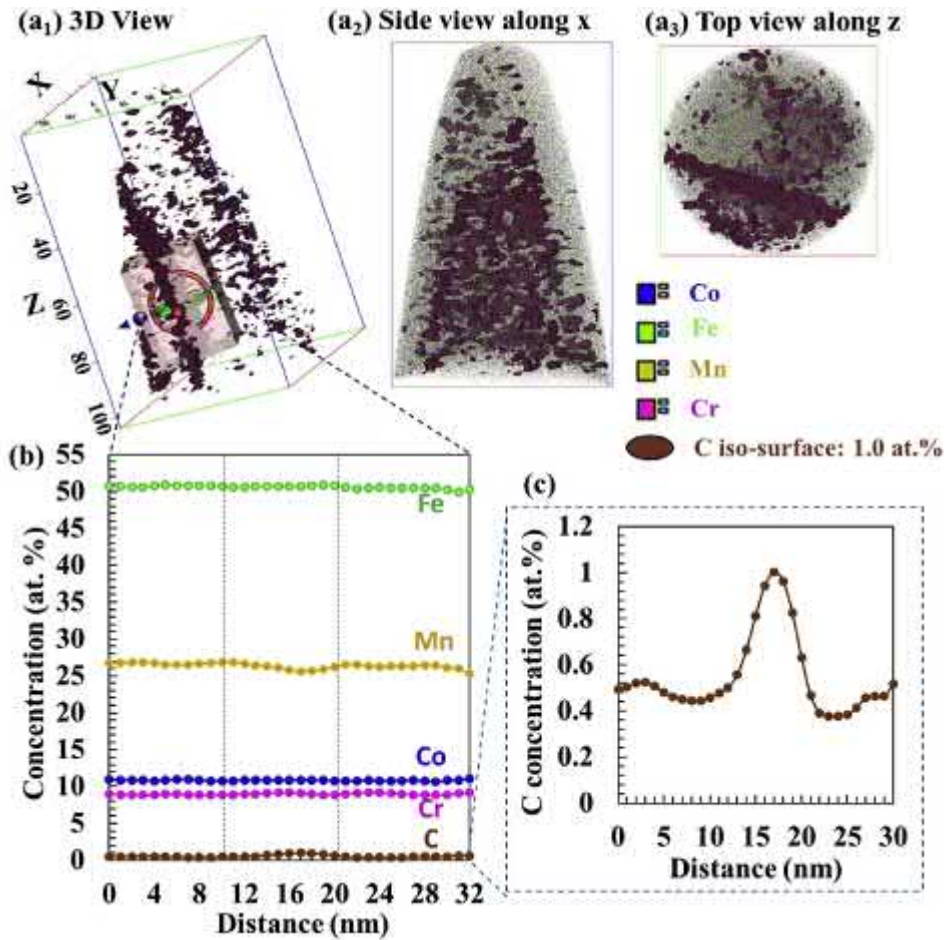 (a1) 3D View
(a2) Side view along x
(a3) Top view along z
X
Y
20
40
Z
60
80
100
Co
Fe
Mn
Cr
C iso-surface: 1.0 at.%
(b)
Concentration (at. %)
55
50
45
40
35
30
25
20
15
10
5
0
Fe
Mn
Co
Cr
C
0 4 8 12 16 20 24 28 32
Distance (nm)
(c)
C concentration (at.%)
1.2
1
0.8
0.6
0.4
0.2
0
0 5 10 15 20 25 30
Distance (nm)